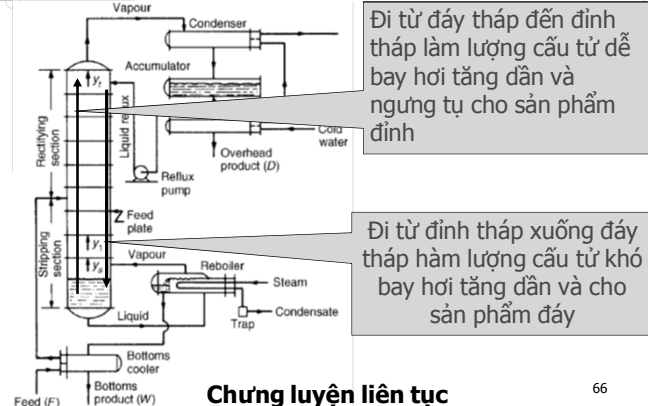 Vapour
Condenser
Accumulator
y_t
Rectifying
section
Liquid reflux
Cold
water
Overhead
product (D)
Reflux
pump
Z Feed
plate
Stripping
section
y_1
y_s
Vapour
Reboiler
Steam
Condensate
Trap
Liquid
Bottoms
cooler
Feed (F)
Bottoms
product (W)
Đi từ đáy tháp đến đỉnh
tháp làm lượng cấu tử dễ
bay hơi tăng dần và
ngưng tụ cho sản phẩm
đỉnh
Đi từ đỉnh tháp xuống đáy
tháp hàm lượng cấu tử khó
bay hơi tăng dần và cho
sản phẩm đáy
Chưng luyện liên tục
66